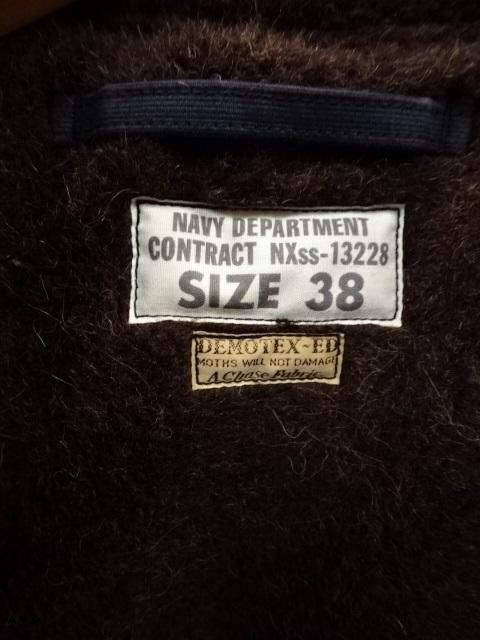 NAVY DEPARTMENT
CONTRACT NXss-13228
SIZE 38
DEMOTEX-ED
MOTHS WILL NOT DAMAGE
A Chase Fabric